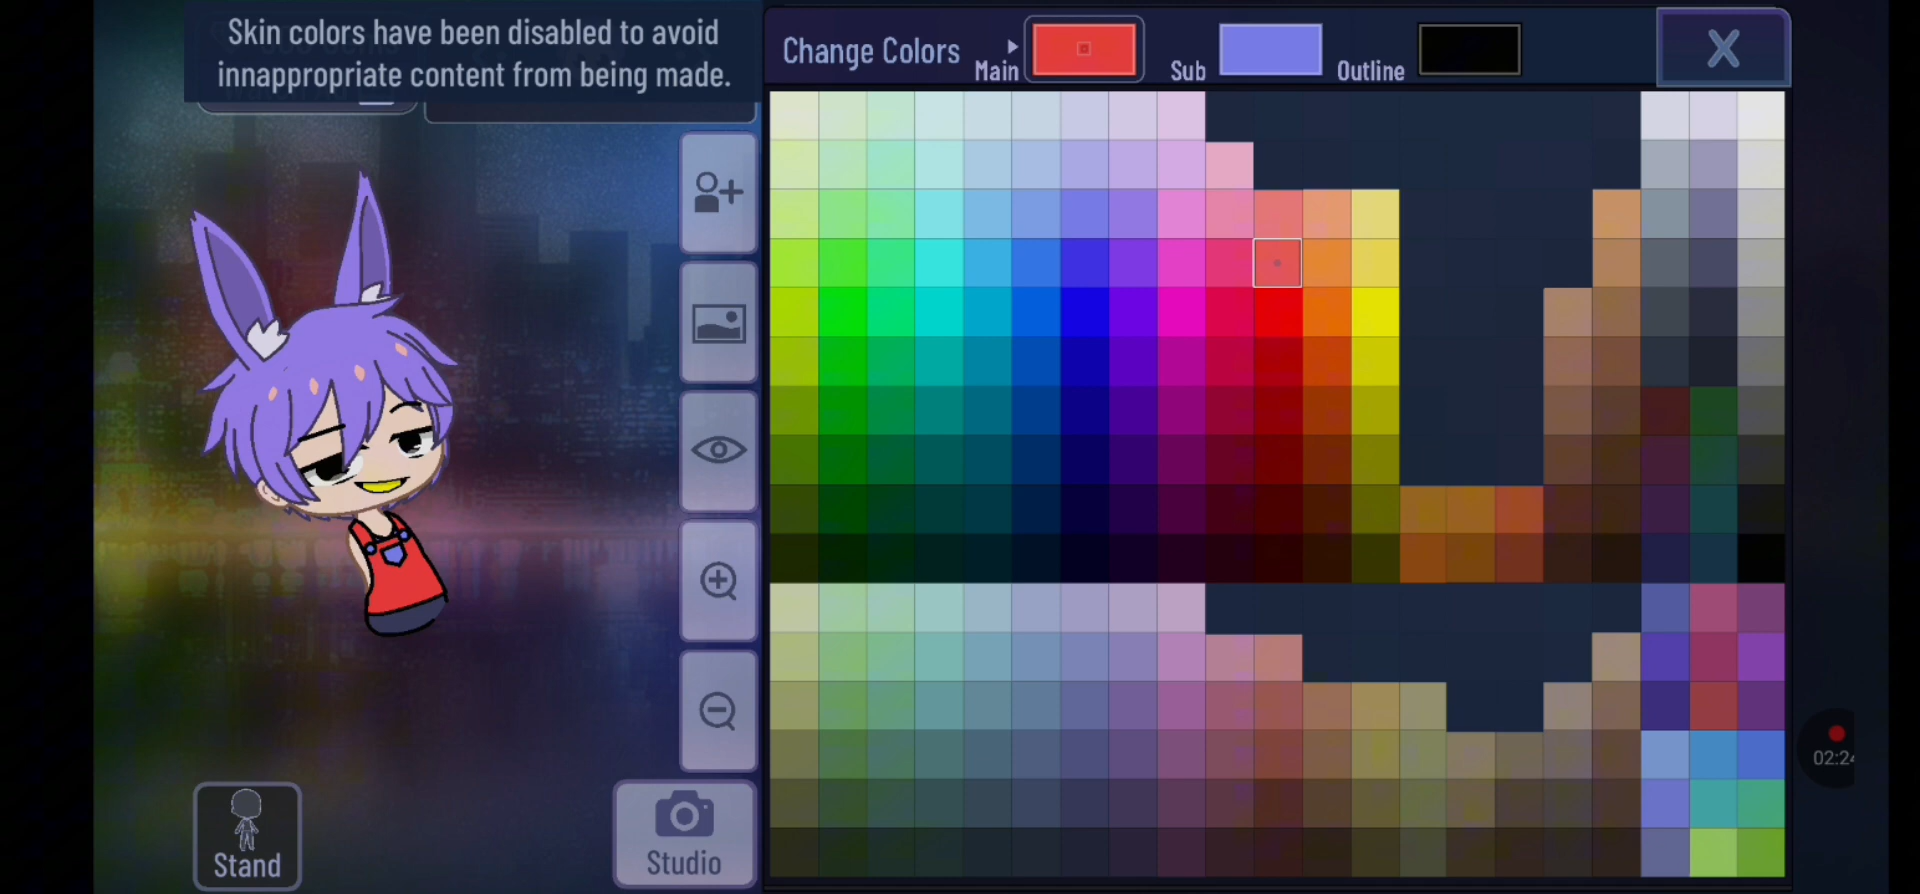 Skin colors have been disabled to avoid
innappropriate content from being made.
Change Colors
Main
Sub
Outline
X
Stand
Studio